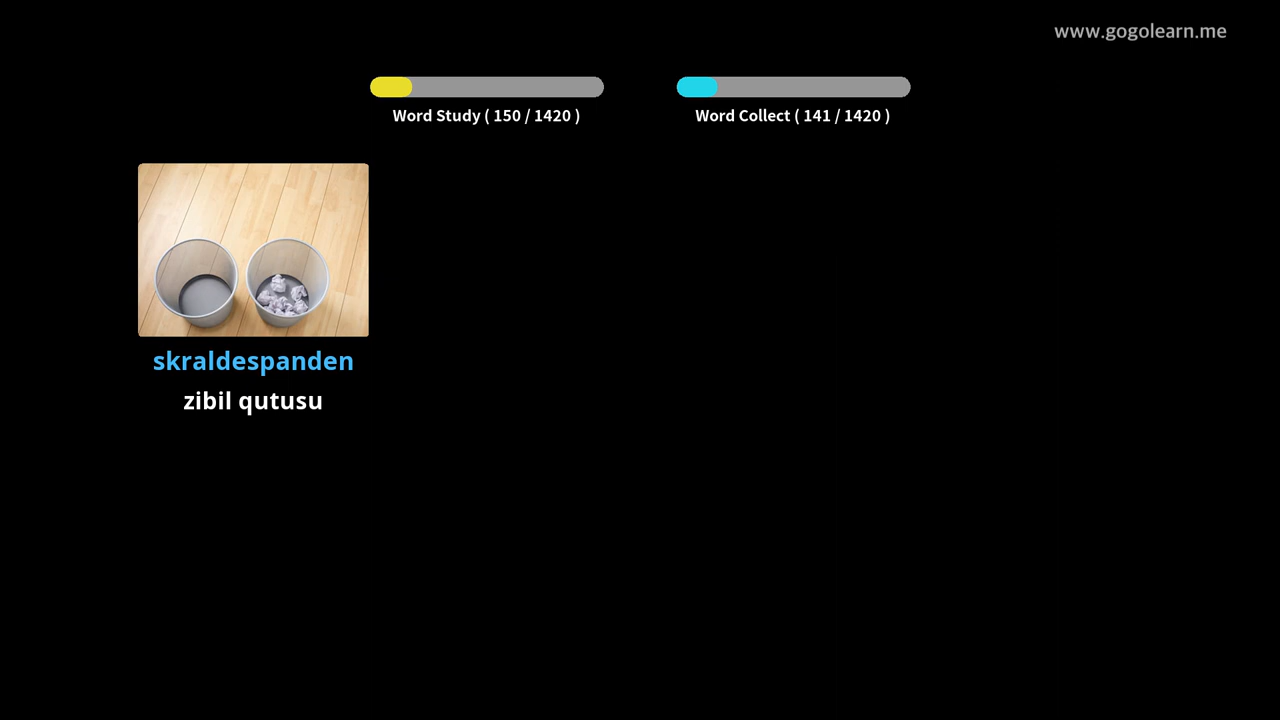 www.gogolearn.me
Word Study ( 150 / 1420 )
Word Collect ( 141 / 1420 )
skraldespanden
zibil qutusu